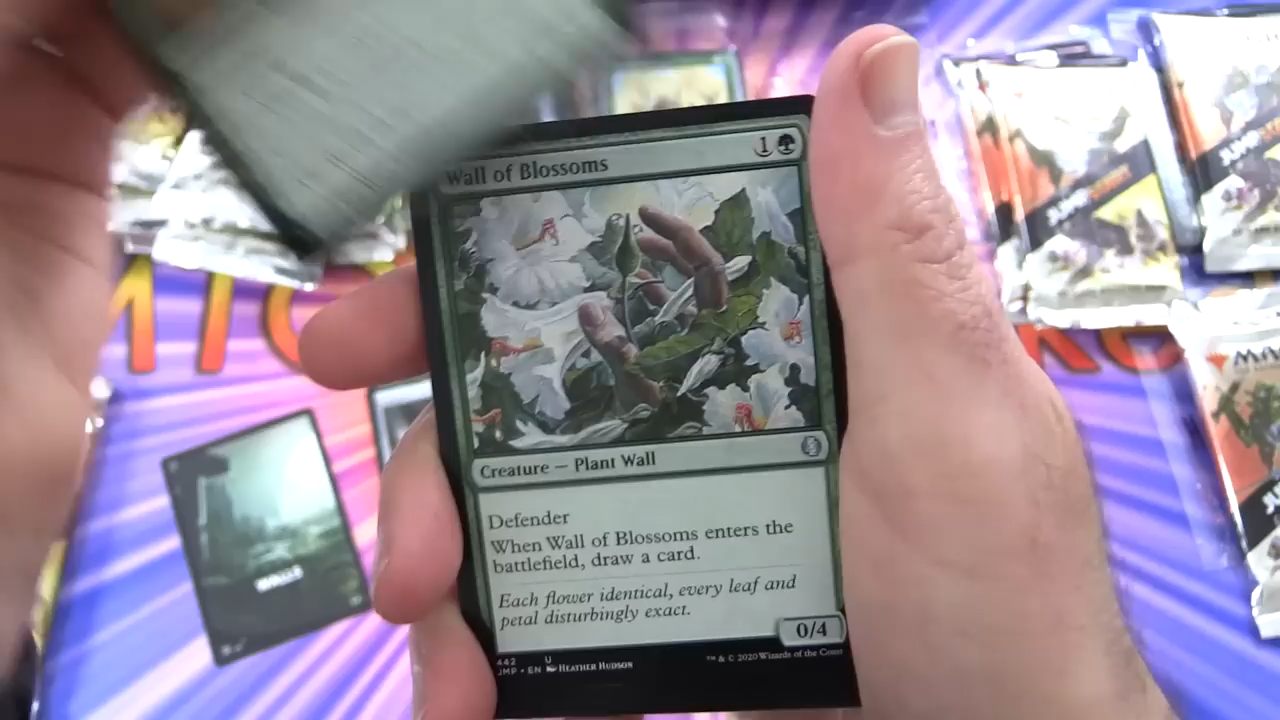 Wall of Blossoms
1
Creature — Plant Wall
Defender
When Wall of Blossoms enters the
battlefield, draw a card.
Each flower identical, every leaf and
petal disturbingly exact.
0/4
442 U
JMP • EN HEATHER HUDSON
™ & © 2020 Wizards of the Coast
WALLS